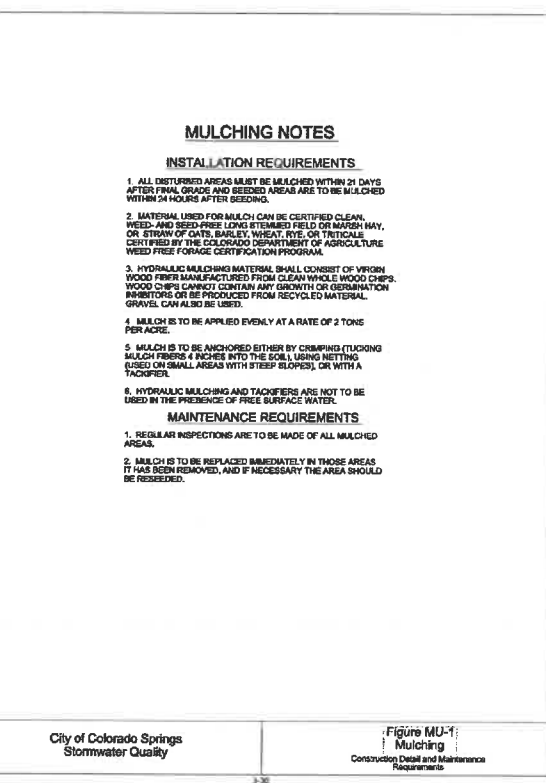 MULCHING NOTES
INSTALLATION REQUIREMENTS
1. ALL DISTURBED AREAS MUST BE MULCHED WITHIN 21 DAYS
AFTER FINAL GRADE AND SEEDED AREAS ARE TO BE MULCHED
WITHIN 24 HOURS AFTER SEEDING.
2. MATERIAL USED FOR MULCH CAN BE CERTIFIED CLEAN,
WEED- AND SEED-FREE LONG STEMMED FIELD OR MARSH HAY,
OR STRAW OF OATS, BARLEY, WHEAT, RYE, OR TRITICALE
CERTIFIED BY THE COLORADO DEPARTMENT OF AGRICULTURE
WEED FREE FORAGE CERTIFICATION PROGRAM.
3. HYDRAULIC MULCHING MATERIAL SHALL CONSIST OF VIRGIN
WOOD FIBER MANUFACTURED FROM CLEAN WHOLE WOOD CHIPS.
WOOD CHIPS CANNOT CONTAIN ANY GROWTH OR GERMINATION
INHIBITORS OR BE PRODUCED FROM RECYCLED MATERIAL.
GRAVEL CAN ALSO BE USED.
4 MULCH IS TO BE APPLIED EVENLY AT A RATE OF 2 TONS
PER ACRE.
5 MULCH IS TO BE ANCHORED EITHER BY CRIMPING (TUCKING
MULCH FIBERS 4 INCHES INTO THE SOIL), USING NETTING
(USED ON SMALL AREAS WITH STEEP SLOPES), OR WITH A
TACKIFIER.
6. HYDRAULIC MULCHING AND TACKIFIERS ARE NOT TO BE
USED IN THE PRESENCE OF FREE SURFACE WATER.
MAINTENANCE REQUIREMENTS
1. REGULAR INSPECTIONS ARE TO BE MADE OF ALL MULCHED
AREAS.
2. MULCH IS TO BE REPLACED IMMEDIATELY IN THOSE AREAS
IT HAS BEEN REMOVED, AND IF NECESSARY THE AREA SHOULD
BE RESEEDED.
City of Colorado Springs
Stormwater Quality
Figure MU-1
Mulching
Construction Detail and Maintenance
Requirements